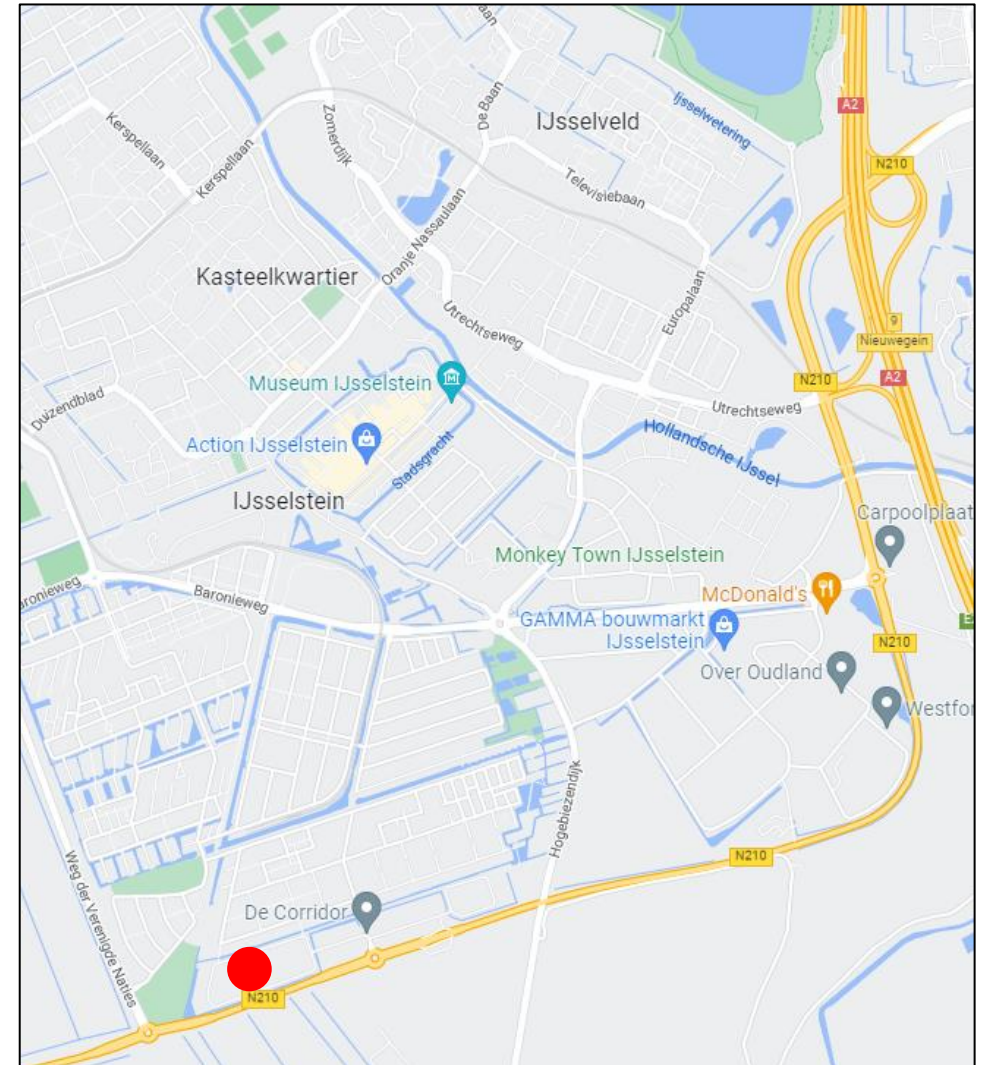 Baan
De Baan
IJsselveld
Ijsselwetering
A2
N210
Kerspellaan
Kerspellaan
Zomerdijk
Televisiebaan
Kasteelkwartier
Oranje Nassaulaan
Europalaan
Utrechtseweg
9
Nieuwegein
A2
N210
Museum IJsselstein
Duizendblad
Utrechtseweg
Action IJsselstein
Stadsgracht
Hollandsche IJssel
IJsselstein
Carpoolplaat
Monkey Town IJsselstein
ronieweg
Baronieweg
McDonald's
GAMMA bouwmarkt
IJsselstein
E
N210
Over Oudland
Westfor
Hogebiezendijk
N210
Weg der Verenigde Naties
De Corridor
N210